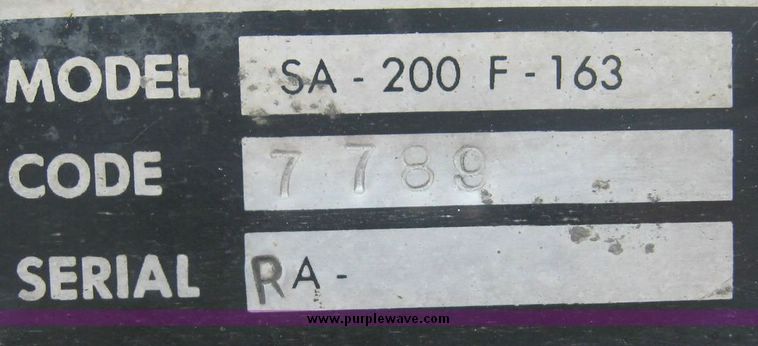 MODEL SA - 200 F - 163
CODE 7789
SERIAL RA -
www.purplewave.com